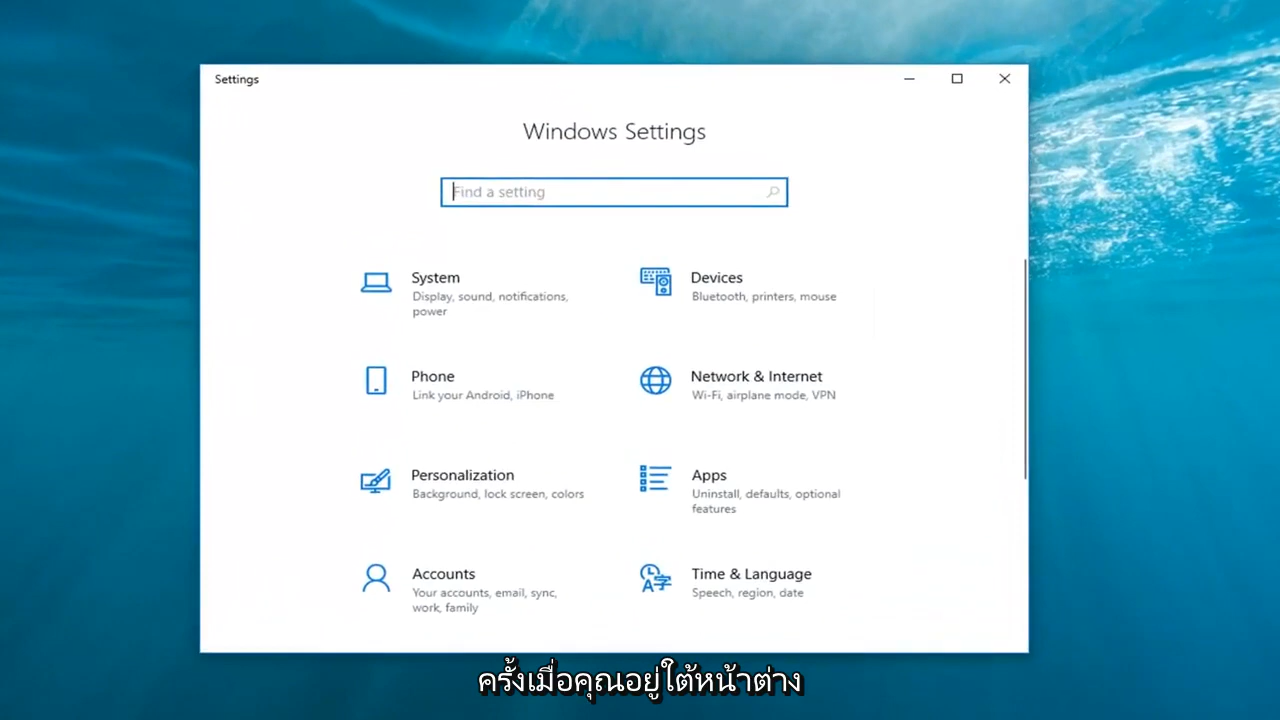 Settings
Windows Settings
Find a setting
System
Display, sound, notifications,
power
Devices
Bluetooth, printers, mouse
Phone
Link your Android, iPhone
Network & Internet
Wi-Fi, airplane mode, VPN
Personalization
Background, lock screen, colors
Apps
Uninstall, defaults, optional
features
Accounts
Your accounts, email, sync,
work, family
Time & Language
Speech, region, date
ครั้งเมื่อคุณอยู่ใต้หน้าต่าง